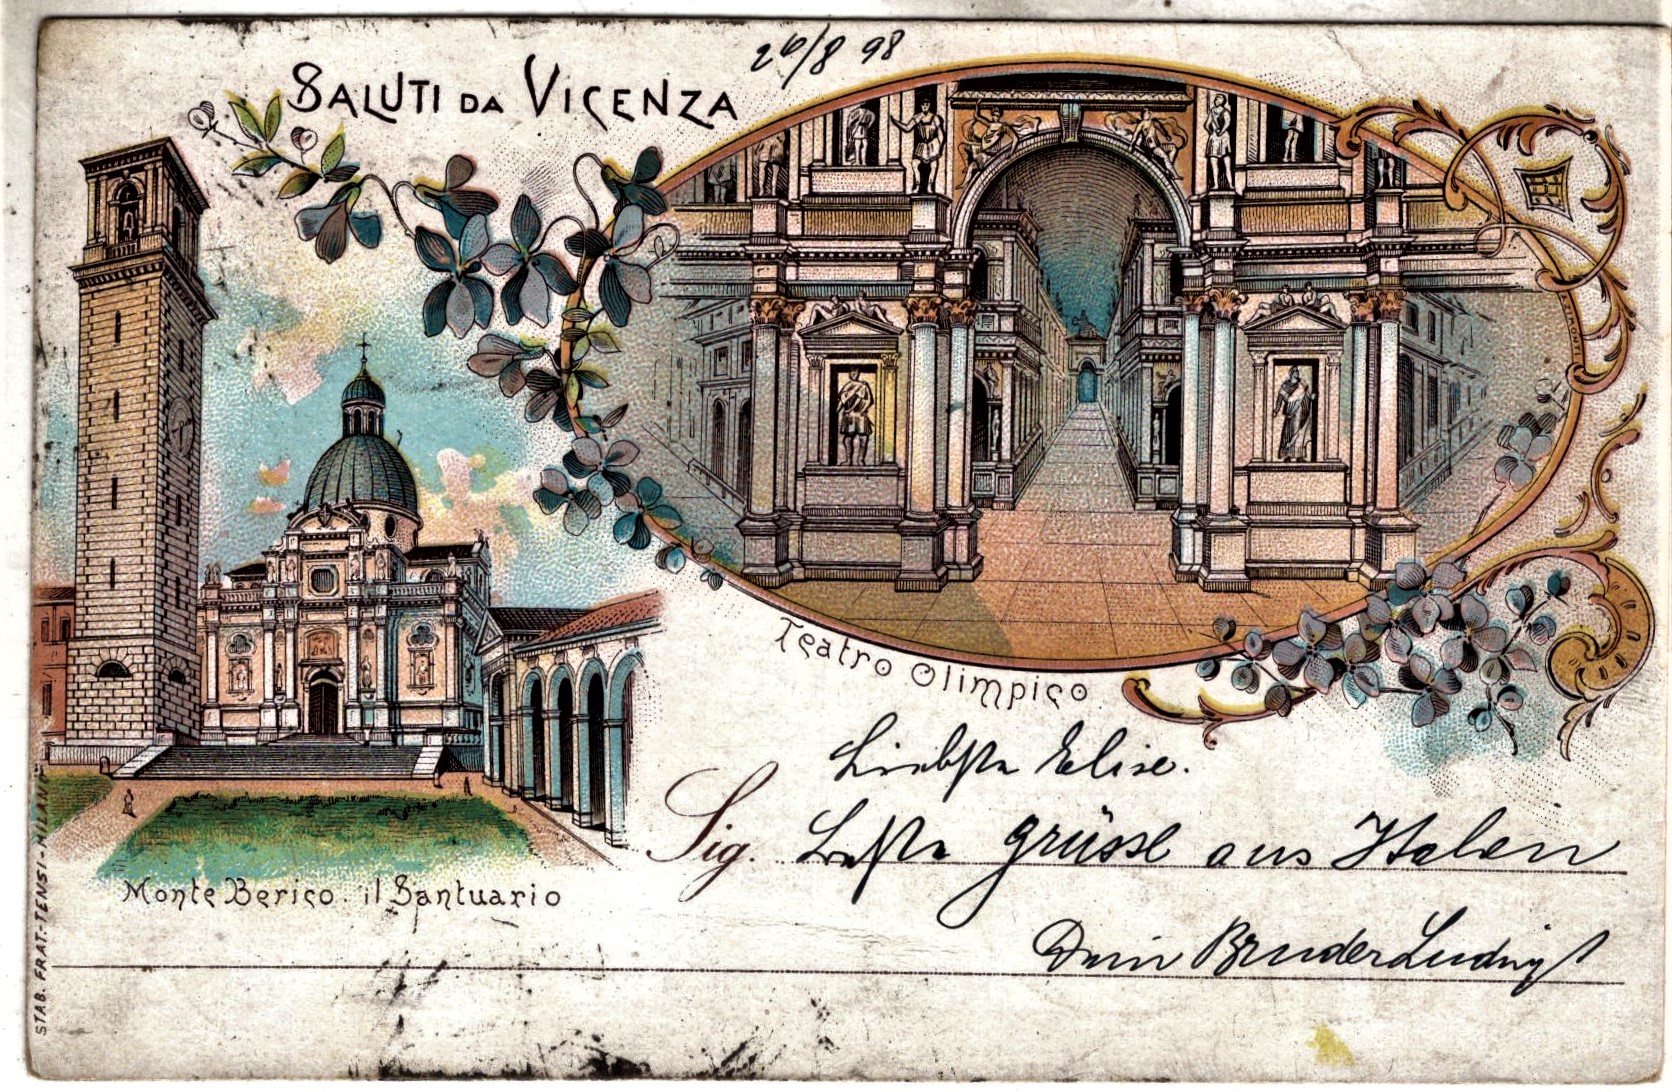 SALUTI DA VICENZA
26/8 98
Teatro Olimpico.
Liebste Elise.
Sig. Beste Grüsse aus Italien
Monte Berico. il Santuario
Dein Bruder Ludwig
STAB. FRAT. TENSI - MILANO